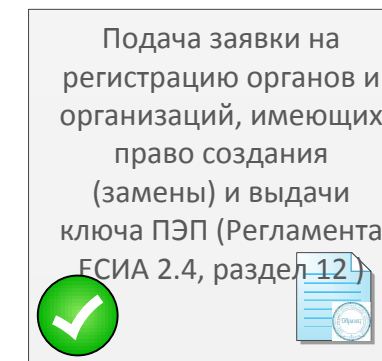 Подача заявки на
регистрацию органов и
организаций, имеющих
право создания
(замены) и выдачи
ключа ПЭП (Регламента
ЕСИА 2.4, раздел 12 )
Образец